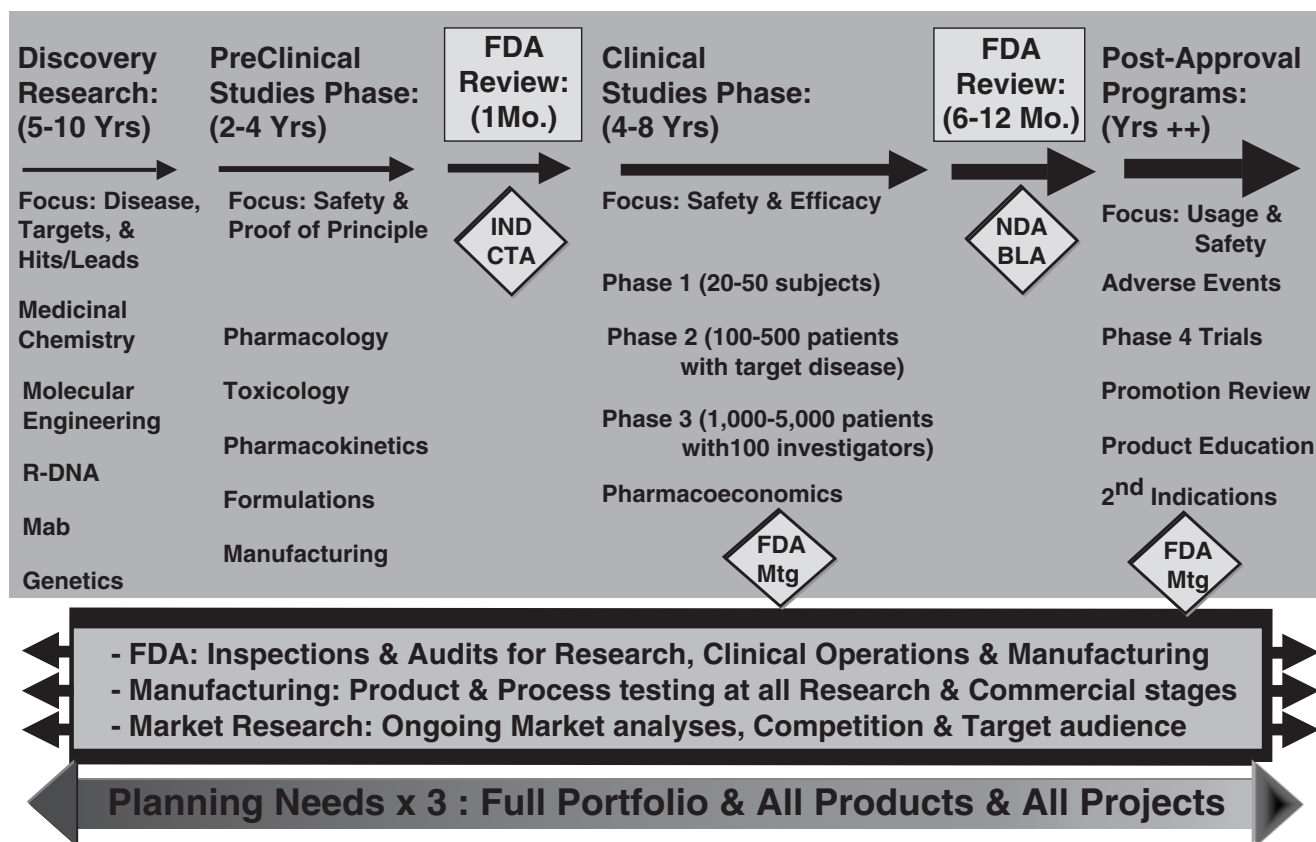 Discovery
Research:
(5-10 Yrs)
Focus: Disease,
Targets, &
Hits/Leads
Medicinal
Chemistry
Molecular
Engineering
R-DNA
Mab
Genetics
PreClinical
Studies Phase:
(2-4 Yrs)
Focus: Safety &
Proof of Principle
Pharmacology
Toxicology
Pharmacokinetics
Formulations
Manufacturing
FDA
Review:
(1Mo.)
IND
CTA
Clinical
Studies Phase:
(4-8 Yrs)
Focus: Safety & Efficacy
Phase 1 (20-50 subjects)
Phase 2 (100-500 patients
with target disease)
Phase 3 (1,000-5,000 patients
with100 investigators)
Pharmacoeconomics
FDA
Mtg
FDA
Review:
(6-12 Mo.)
NDA
BLA
Post-Approval
Programs:
(Yrs ++)
Focus: Usage &
Safety
Adverse Events
Phase 4 Trials
Promotion Review
Product Education
2nd Indications
FDA
Mtg
- FDA: Inspections & Audits for Research, Clinical Operations & Manufacturing
- Manufacturing: Product & Process testing at all Research & Commercial stages
- Market Research: Ongoing Market analyses, Competition & Target audience
Planning Needs x 3 : Full Portfolio & All Products & All Projects